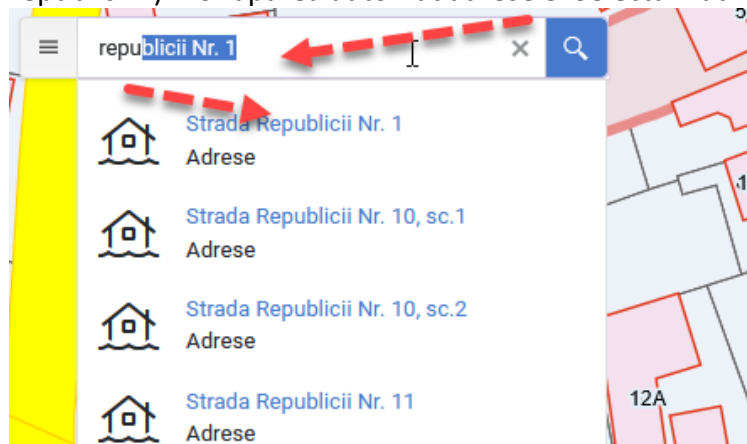 5
republicii Nr. 1
Strada Republicii Nr. 1
Adrese
Strada Republicii Nr. 10, sc.1
Adrese
Strada Republicii Nr. 10, sc.2
Adrese
12A
Strada Republicii Nr. 11
Adrese